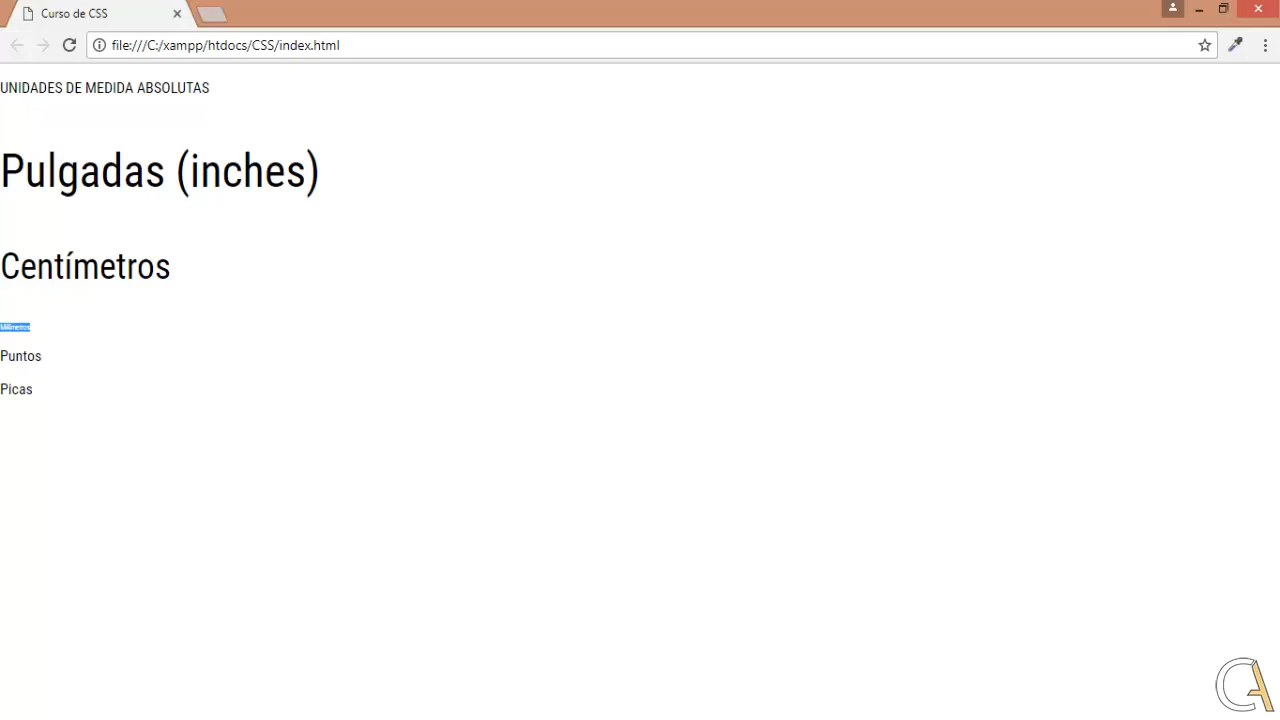 Curso de CSS
file:///C:/xampp/htdocs/CSS/index.html
UNIDADES DE MEDIDA ABSOLUTAS
Pulgadas (inches)
Centímetros
Milímetros
Puntos
Picas
CA